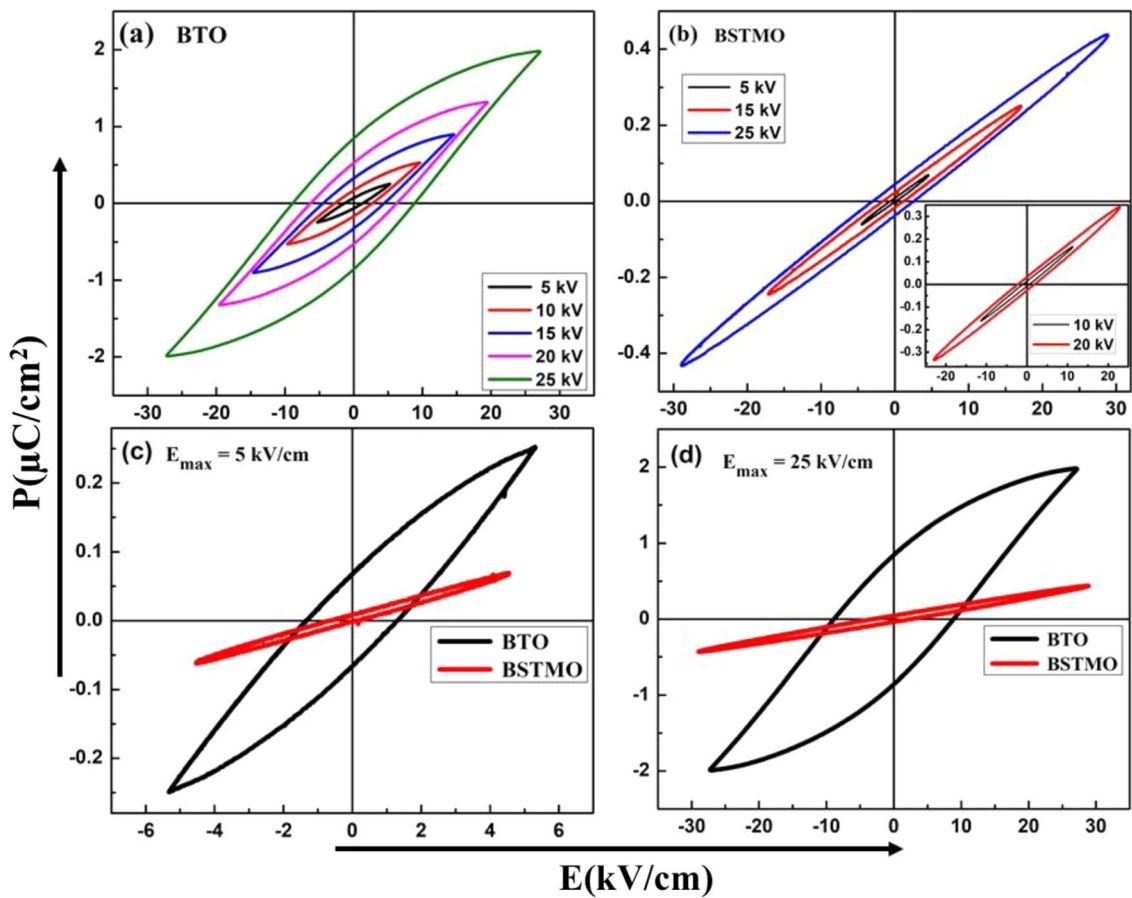 (a) BTO
2
1
0
-1
-2
-30 -20 -10 0 10 20 30
5 kV
10 kV
15 kV
20 kV
25 kV
(b) BSTMO
0.4
0.2
0.0
-0.2
-0.4
-30 -20 -10 0 10 20 30
5 kV
15 kV
25 kV
0.3
0.2
0.1
0.0
-0.1
-0.2
-0.3
-20 -10 0 10 20
10 kV
20 kV
(c) Emax = 5 kV/cm
0.2
0.1
0.0
-0.1
-0.2
-6 -4 -2 0 2 4 6
BTO
BSTMO
(d) Emax = 25 kV/cm
2
1
0
-1
-2
-30 -20 -10 0 10 20 30
BTO
BSTMO
P(μC/cm²)
E(kV/cm)